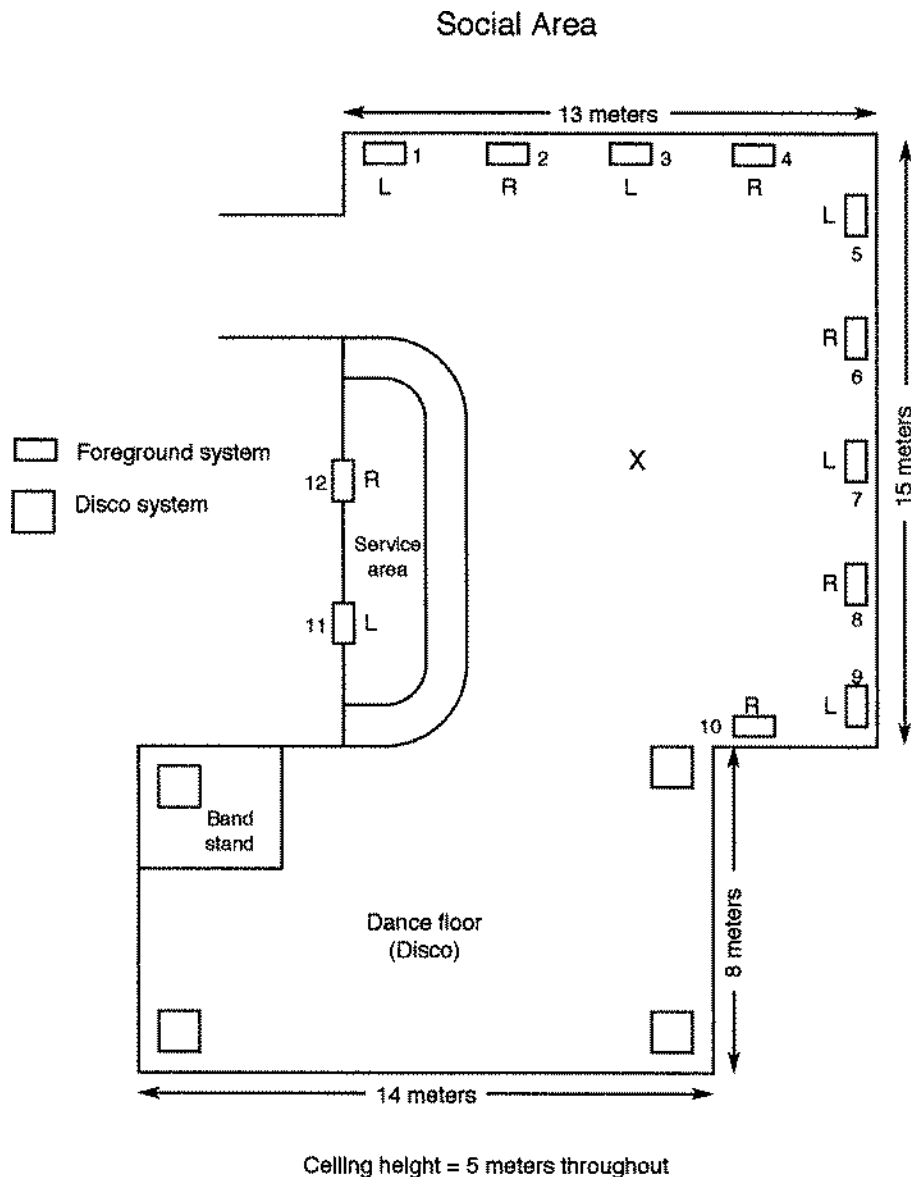 Social Area
13 meters
1
2
3
4
L
R
L
R
L
5
R
6
Foreground system
Disco system
X
L
7
15 meters
12
R
Service
area
R
8
11
L
9
L
R
10
Band
stand
Dance floor
(Disco)
8 meters
14 meters
Ceiling height = 5 meters throughout